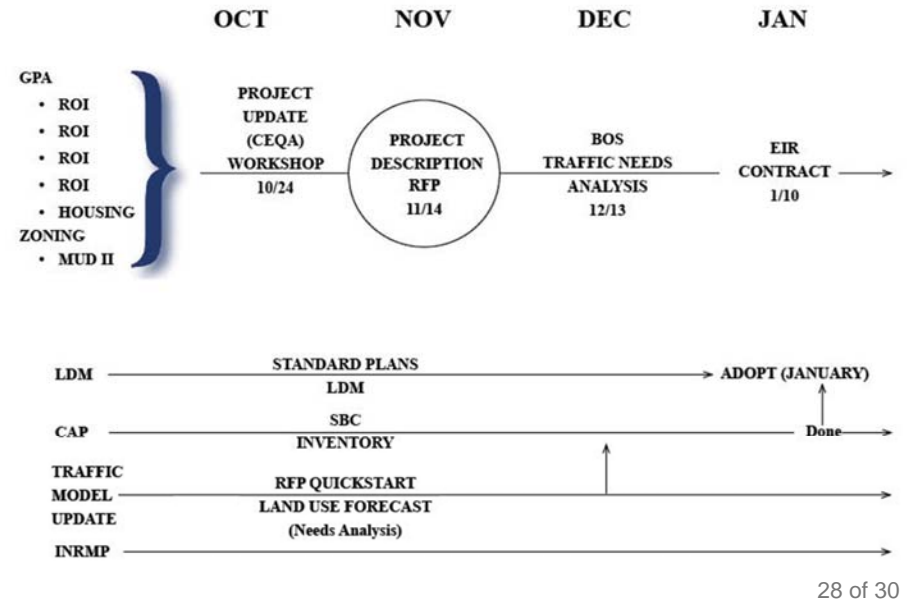 OCT NOV DEC JAN
GPA
• ROI
• ROI
• ROI
• ROI
• HOUSING
ZONING
• MUD II
PROJECT
UPDATE
(CEQA)
WORKSHOP
10/24
PROJECT
DESCRIPTION
RFP
11/14
BOS
TRAFFIC NEEDS
ANALYSIS
12/13
EIR
CONTRACT
1/10
LDM
STANDARD PLANS
LDM
ADOPT (JANUARY)
CAP
SBC
INVENTORY
Done
TRAFFIC
MODEL
UPDATE
RFP QUICKSTART
LAND USE FORECAST
(Needs Analysis)
INRMP
28 of 30